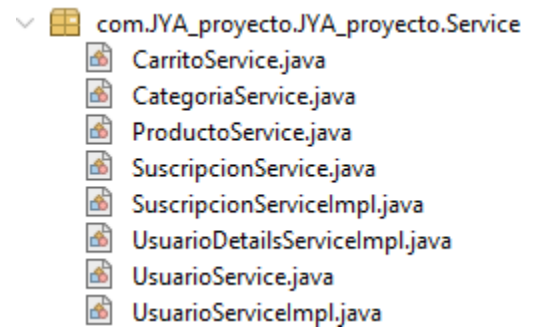 com.JYA_proyecto.JYA_proyecto.Service
CarritoService.java
CategoriaService.java
ProductoService.java
SuscripcionService.java
SuscripcionServiceImpl.java
UsuarioDetailsServiceImpl.java
UsuarioService.java
UsuarioServiceImpl.java